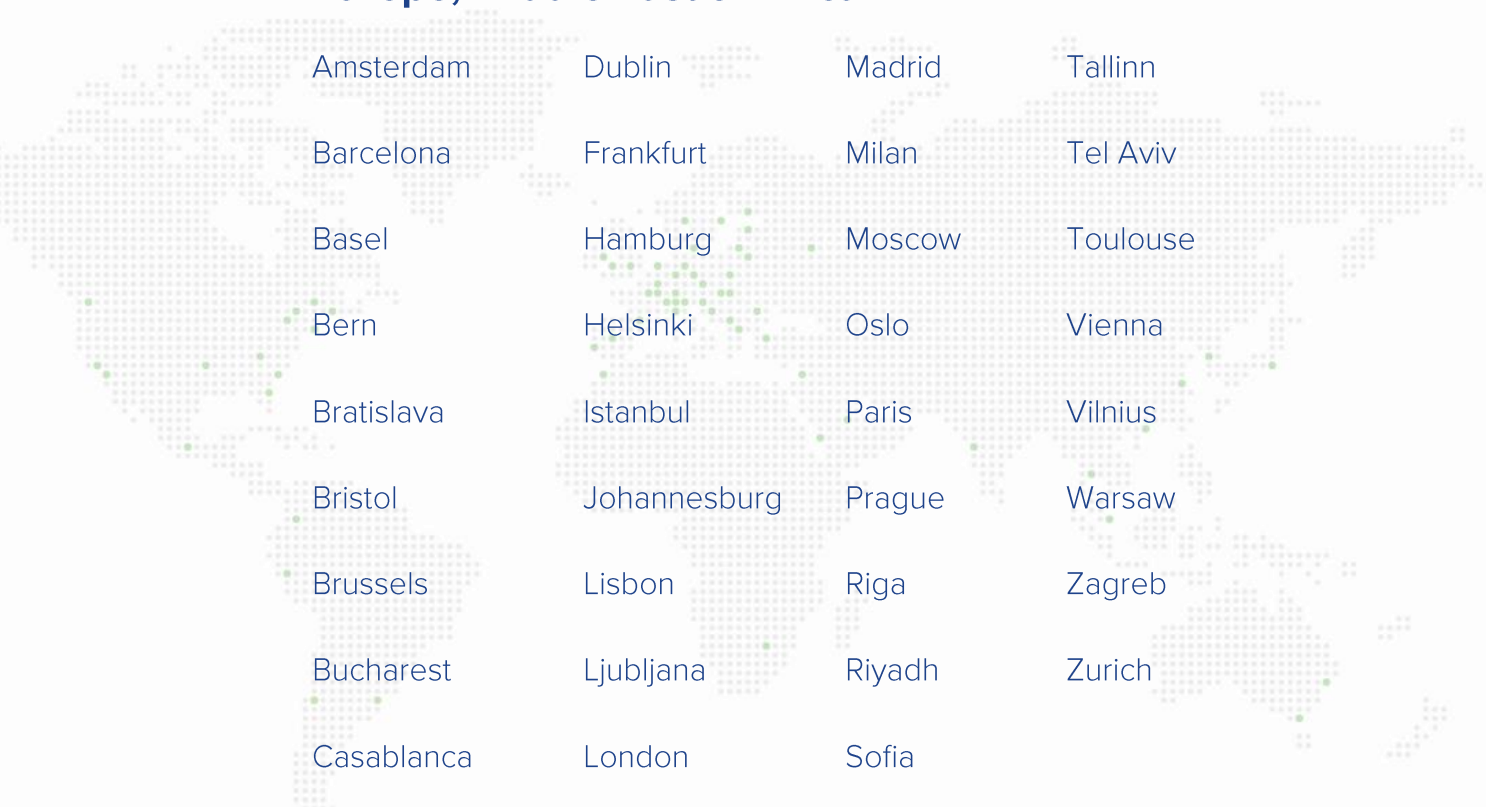 Amsterdam
Barcelona
Basel
Bern
Bratislava
Bristol
Brussels
Bucharest
Casablanca
Dublin
Frankfurt
Hamburg
Helsinki
Istanbul
Johannesburg
Lisbon
Ljubljana
London
Madrid
Milan
Moscow
Oslo
Paris
Prague
Riga
Riyadh
Sofia
Tallinn
Tel Aviv
Toulouse
Vienna
Vilnius
Warsaw
Zagreb
Zurich